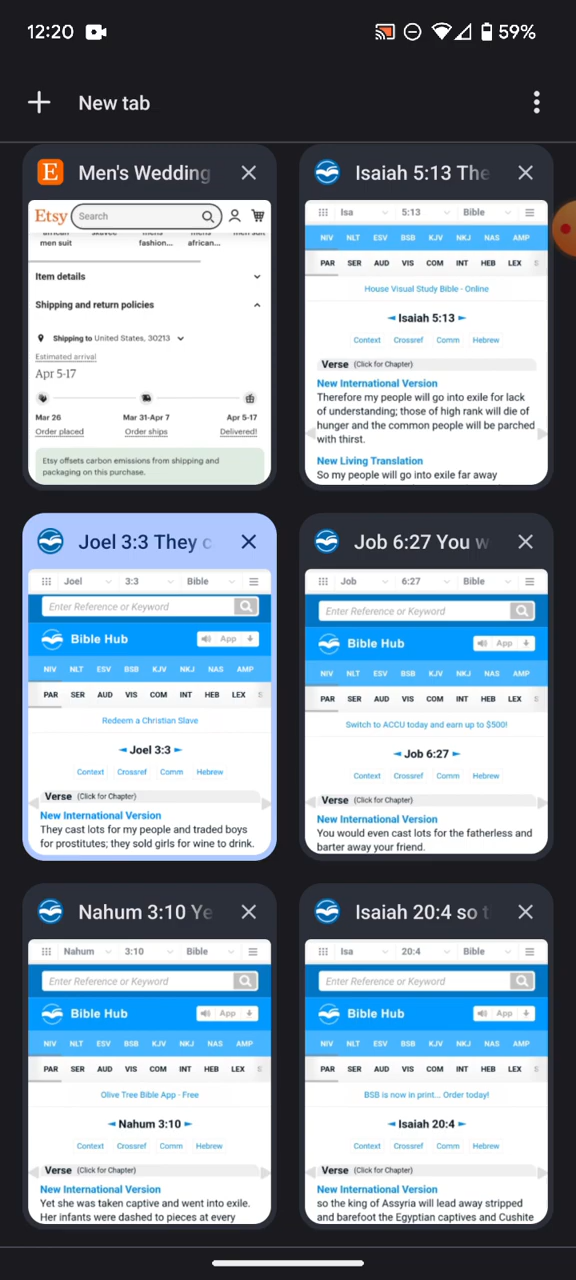 12:20
59%
New tab
Men's Wedding
Etsy
Search
men suit
fashion...
african...
Item details
Shipping and return policies
Shipping to United States, 30213
Estimated arrival
Apr 5-17
Mar 26
Mar 31-Apr 7
Apr 5-17
Order placed
Order ships
Delivered!
Etsy offsets carbon emissions from shipping and
packaging on this purchase.
Isaiah 5:13 The
Isa 5:13 Bible
NIV NLT ESV BSB KJV NKJ NAS AMP
PAR SER AUD VIS COM INT HEB LEX S
House Visual Study Bible - Online
◄ Isaiah 5:13 ►
Context Crossref Comm Hebrew
Verse (Click for Chapter)
New International Version
Therefore my people will go into exile for lack
of understanding; those of high rank will die of
hunger and the common people will be parched
with thirst.
New Living Translation
So my people will go into exile far away
Joel 3:3 They c
Joel 3:3 Bible
Enter Reference or Keyword
Bible Hub
App
NIV NLT ESV BSB KJV NKJ NAS AMP
PAR SER AUD VIS COM INT HEB LEX S
Redeem a Christian Slave
◄ Joel 3:3 ►
Context Crossref Comm Hebrew
Verse (Click for Chapter)
New International Version
They cast lots for my people and traded boys
for prostitutes; they sold girls for wine to drink.
Job 6:27 You w
Job 6:27 Bible
Enter Reference or Keyword
Bible Hub
App
NIV NLT ESV BSB KJV NKJ NAS AMP
PAR SER AUD VIS COM INT HEB LEX S
Switch to ACCU today and earn up to $500!
◄ Job 6:27 ►
Context Crossref Comm Hebrew
Verse (Click for Chapter)
New International Version
You would even cast lots for the fatherless and
barter away your friend.
Nahum 3:10 Ye
Nahum 3:10 Bible
Enter Reference or Keyword
Bible Hub
App
NIV NLT ESV BSB KJV NKJ NAS AMP
PAR SER AUD VIS COM INT HEB LEX S
Olive Tree Bible App - Free
◄ Nahum 3:10 ►
Context Crossref Comm Hebrew
Verse (Click for Chapter)
New International Version
Yet she was taken captive and went into exile.
Her infants were dashed to pieces at every
Isaiah 20:4 so t
Isa 20:4 Bible
Enter Reference or Keyword
Bible Hub
App
NIV NLT ESV BSB KJV NKJ NAS AMP
PAR SER AUD VIS COM INT HEB LEX S
BSB is now in print... Order today!
◄ Isaiah 20:4 ►
Context Crossref Comm Hebrew
Verse (Click for Chapter)
New International Version
so the king of Assyria will lead away stripped
and barefoot the Egyptian captives and Cushite